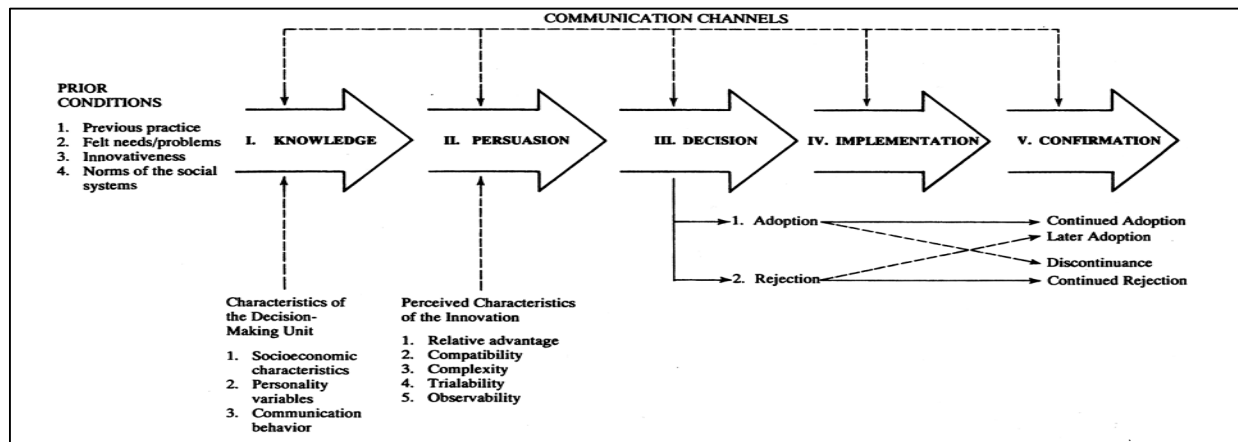 COMMUNICATION CHANNELS
PRIOR
CONDITIONS
1. Previous practice
2. Felt needs/problems
3. Innovativeness
4. Norms of the social
systems
I. KNOWLEDGE
II. PERSUASION
III. DECISION
IV. IMPLEMENTATION
V. CONFIRMATION
1. Adoption
2. Rejection
Continued Adoption
Later Adoption
Discontinuance
Continued Rejection
Characteristics of
the Decision-
Making Unit
1. Socioeconomic
characteristics
2. Personality
variables
3. Communication
behavior
Perceived Characteristics
of the Innovation
1. Relative advantage
2. Compatibility
3. Complexity
4. Trialability
5. Observability